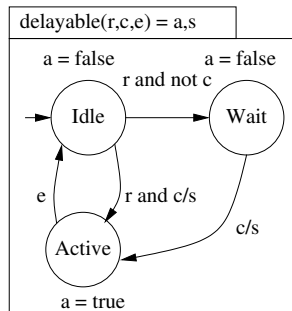 delayable(r,c,e) = a,s
a = false
a = false
r and not c
Idle
Wait
e
r and c/s
c/s
Active
a = true